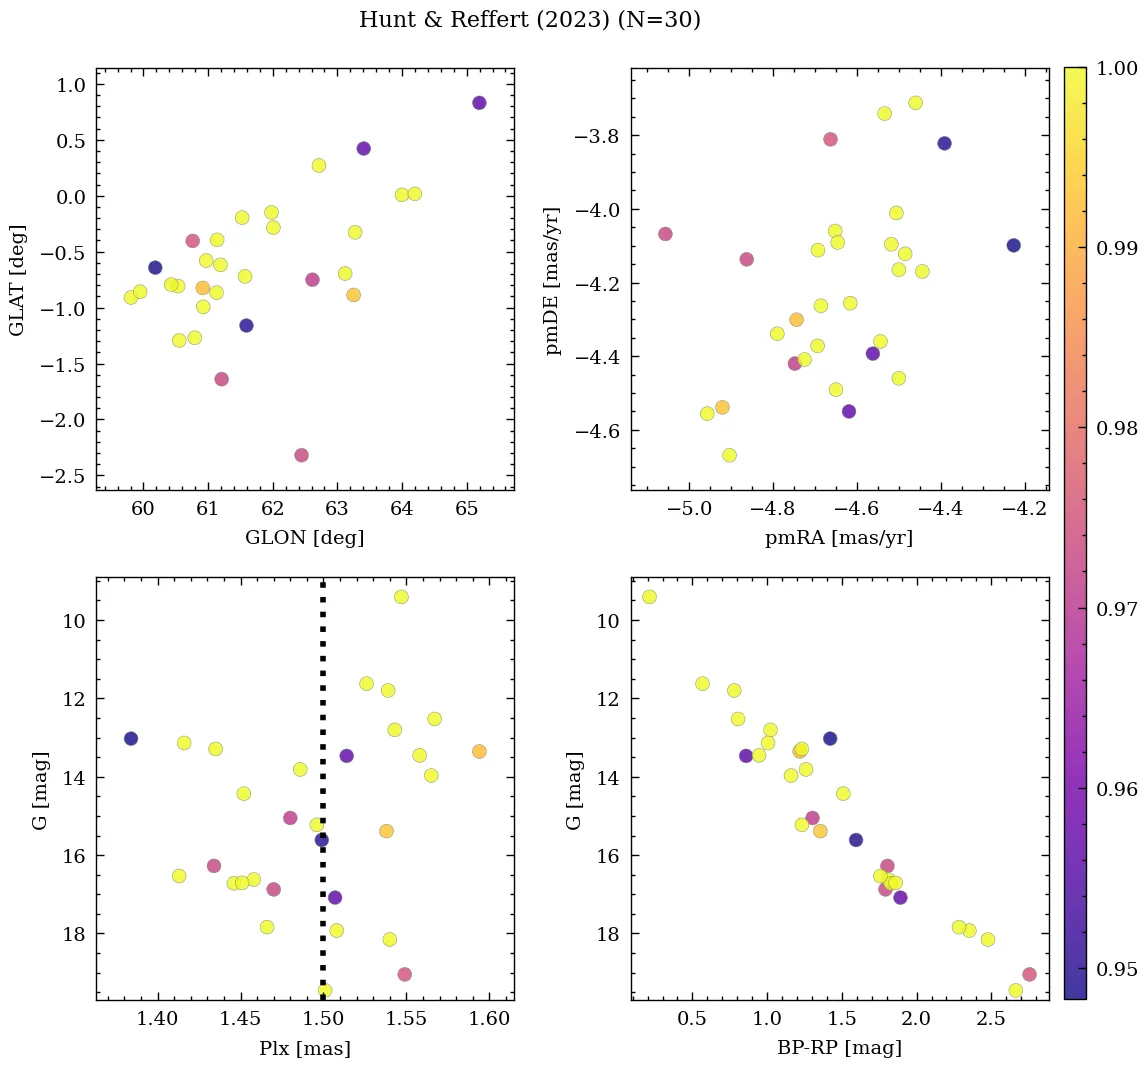 Hunt & Reffert (2023) (N=30)
1.0
0.5
0.0
−0.5
−1.0
−1.5
−2.0
−2.5
GLAT [deg]
60 61 62 63 64 65
GLON [deg]
−3.8
−4.0
−4.2
−4.4
−4.6
pmDE [mas/yr]
−5.0 −4.8 −4.6 −4.4 −4.2
pmRA [mas/yr]
10
12
14
16
18
G [mag]
1.40 1.45 1.50 1.55 1.60
Plx [mas]
10
12
14
16
18
G [mag]
0.5 1.0 1.5 2.0 2.5
BP-RP [mag]
1.00
0.99
0.98
0.97
0.96
0.95